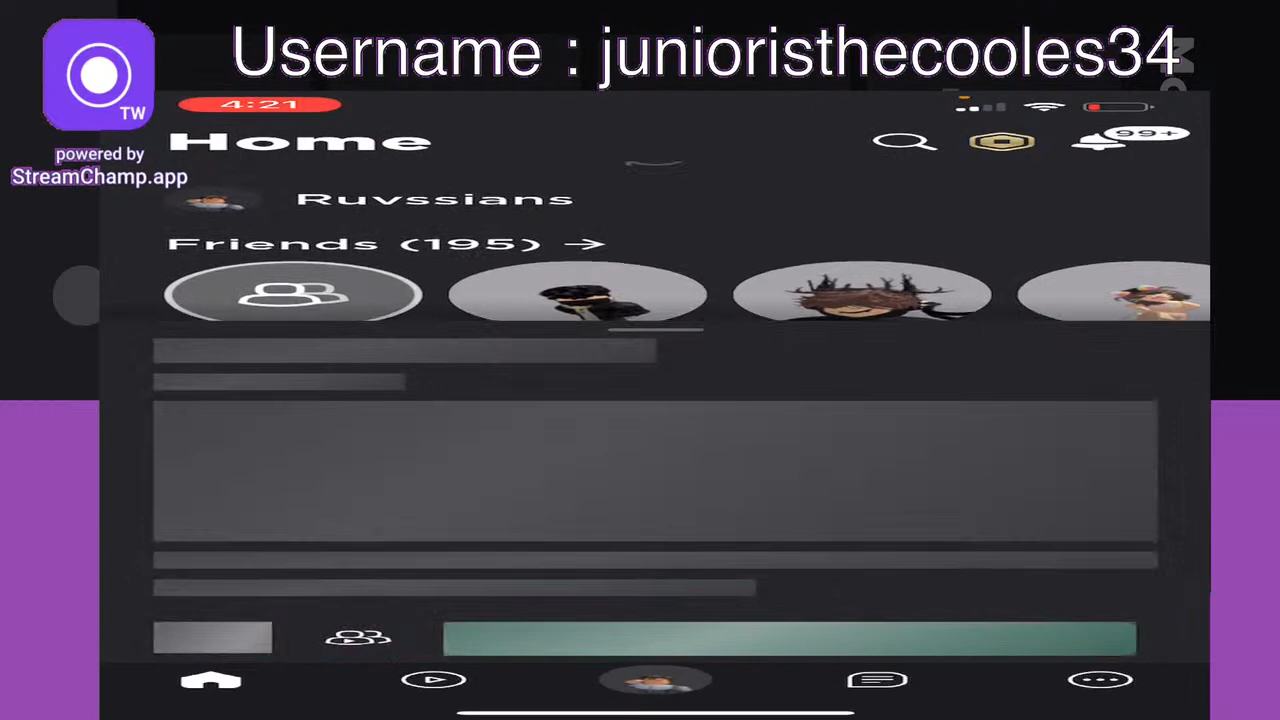 Username : junioristhecooles34
TW
powered by
StreamChamp.app
4:21
Home
99+
Ruvssians
Friends (195) →